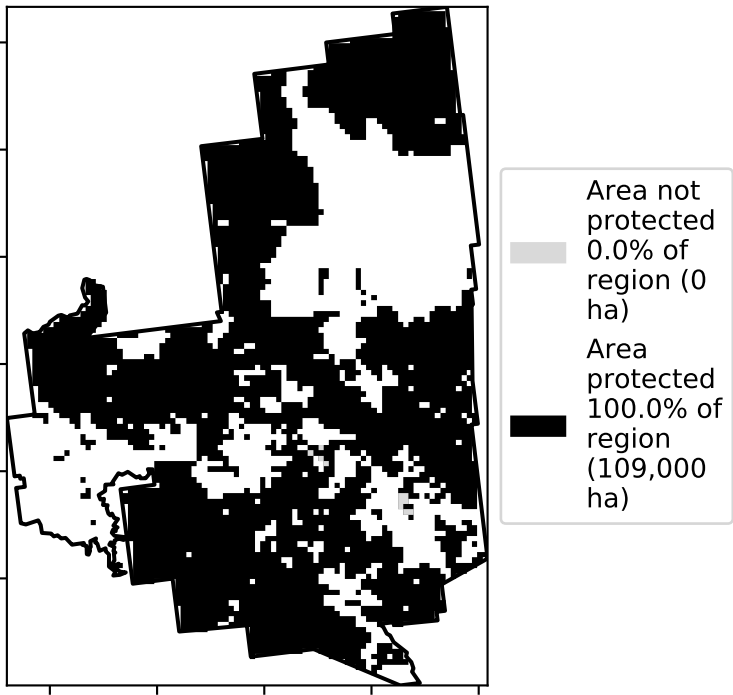 Area not
protected
0.0% of
region (0
ha)
Area
protected
100.0% of
region
(109,000
ha)